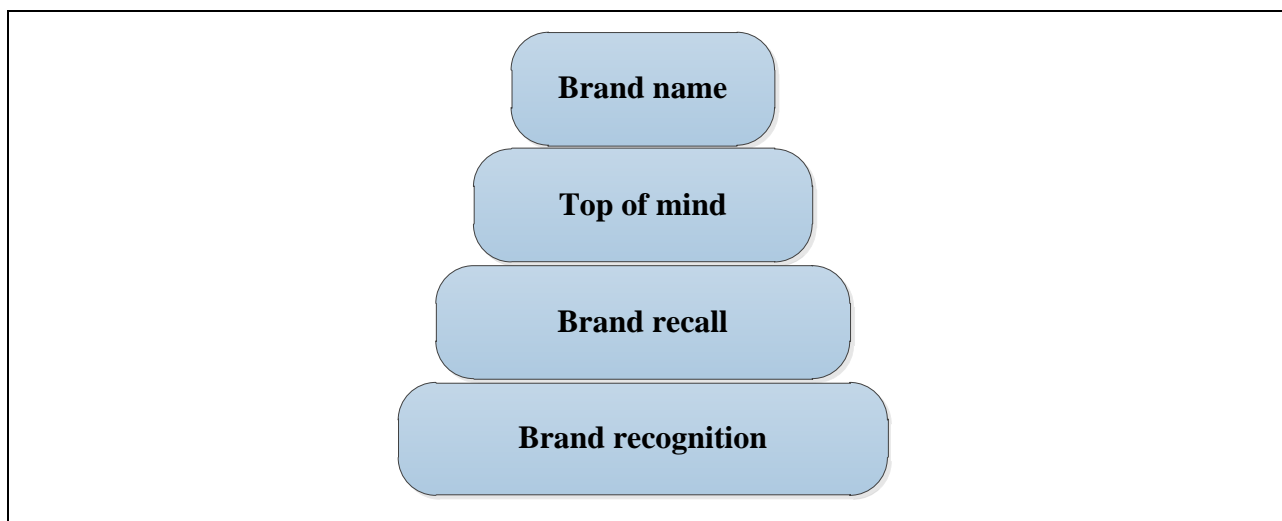 Brand name
Top of mind
Brand recall
Brand recognition